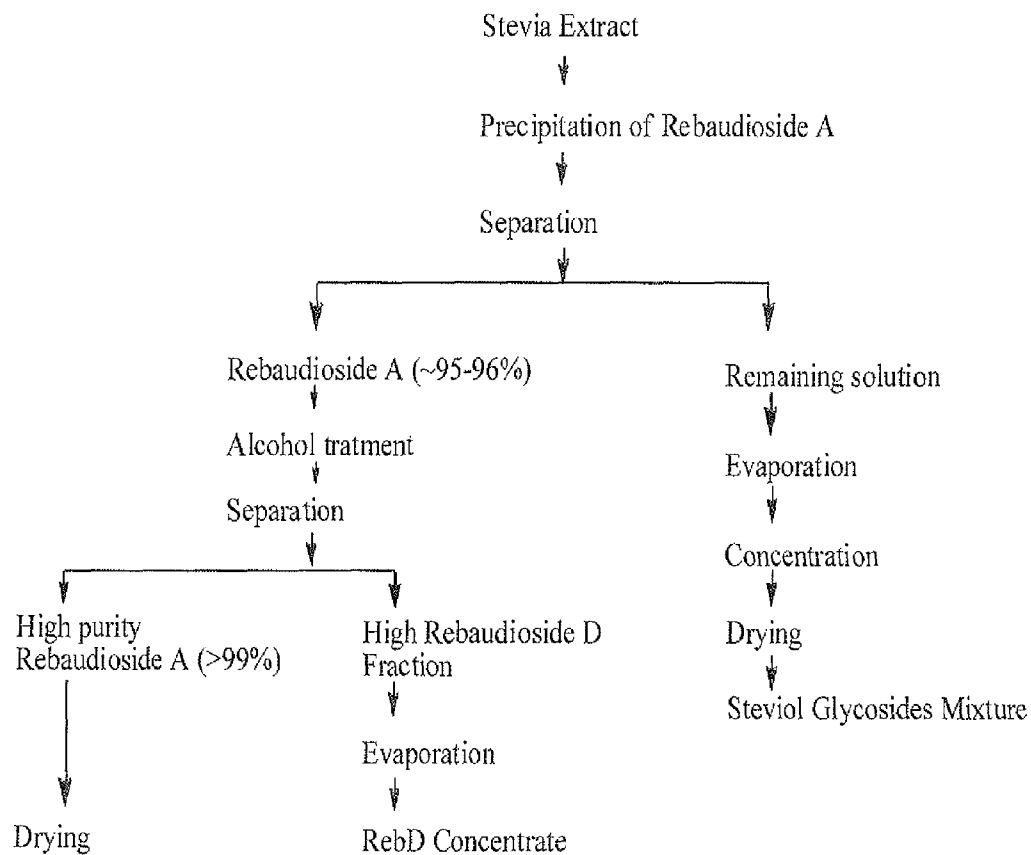 Stevia Extract
Precipitation of Rebaudioside A
Separation
Rebaudioside A (~95-96%)
Alcohol tratment
Separation
High purity
Rebaudioside A (>99%)
Drying
High Rebaudioside D
Fraction
Evaporation
RebD Concentrate
Remaining solution
Evaporation
Concentration
Drying
Steviol Glycosides Mixture